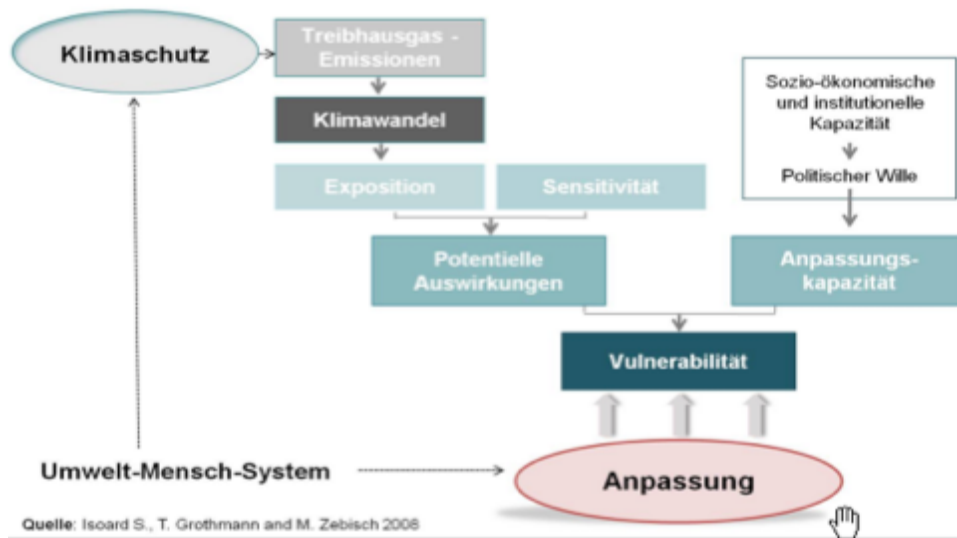 Klimaschutz
Treibhausgas -
Emissionen
Klimawandel
Sozio-ökonomische
und institutionelle
Kapazität
Politischer Wille
Exposition
Sensitivität
Potentielle
Auswirkungen
Anpassungs-
kapazität
Vulnerabilität
Umwelt-Mensch-System
Anpassung
Quelle: Isoard S., T. Grothmann and M. Zebisch 2008